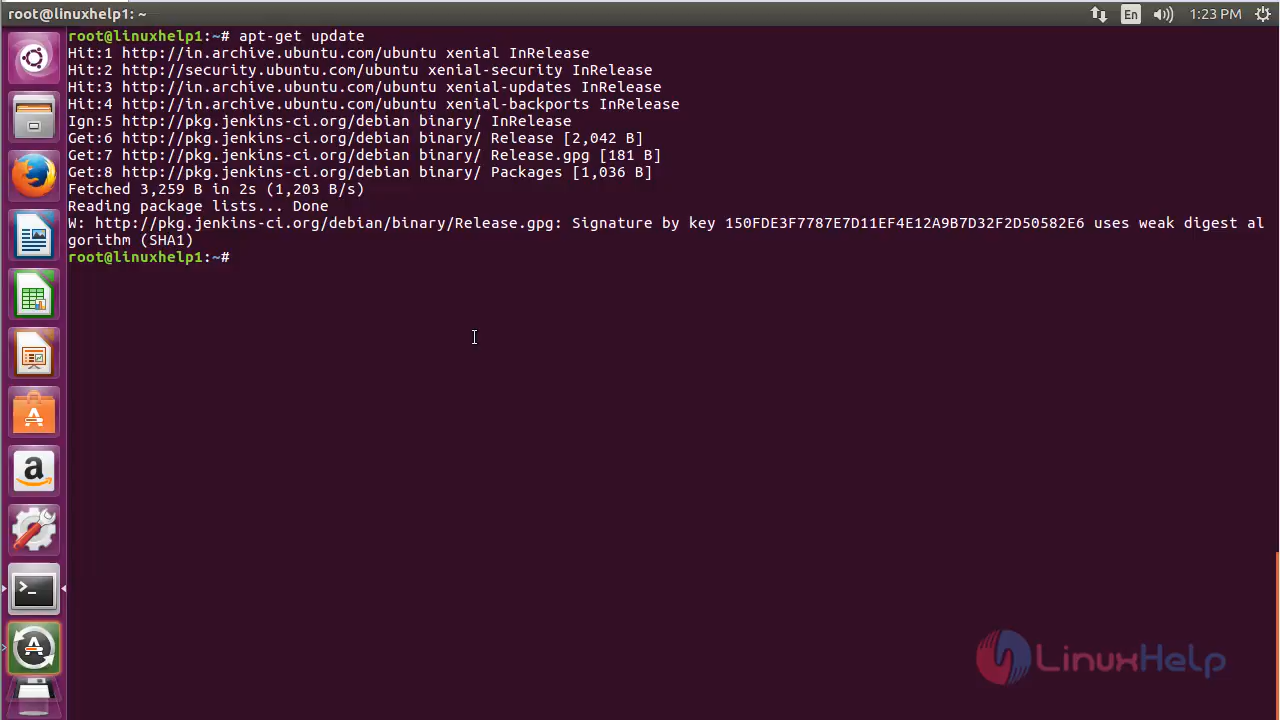 root@linuxhelp1: ~
En
1:23 PM
root@linuxhelp1:~# apt-get update
Hit:1 http://in.archive.ubuntu.com/ubuntu xenial InRelease
Hit:2 http://security.ubuntu.com/ubuntu xenial-security InRelease
Hit:3 http://in.archive.ubuntu.com/ubuntu xenial-updates InRelease
Hit:4 http://in.archive.ubuntu.com/ubuntu xenial-backports InRelease
Ign:5 http://pkg.jenkins-ci.org/debian binary/ InRelease
Get:6 http://pkg.jenkins-ci.org/debian binary/ Release [2,042 B]
Get:7 http://pkg.jenkins-ci.org/debian binary/ Release.gpg [181 B]
Get:8 http://pkg.jenkins-ci.org/debian binary/ Packages [1,036 B]
Fetched 3,259 B in 2s (1,203 B/s)
Reading package lists... Done
W: http://pkg.jenkins-ci.org/debian/binary/Release.gpg: Signature by key 150FDE3F7787E7D11EF4E12A9B7D32F2D50582E6 uses weak digest al
gorithm (SHA1)
root@linuxhelp1:~#
LinuxHelp